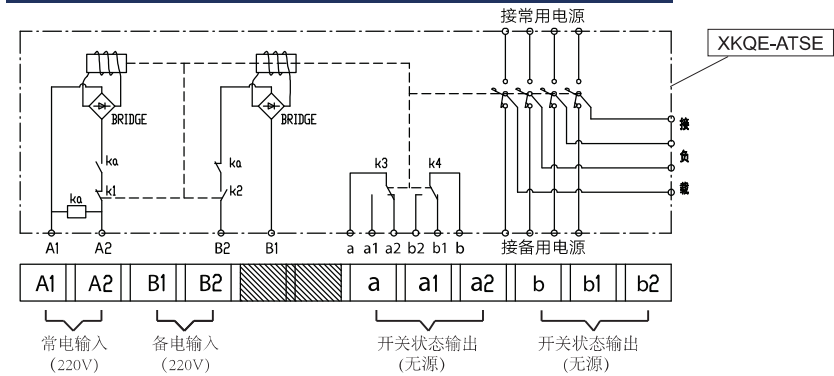 接常用电源
XKQE-ATSE
BRIDGE
BRIDGE
接
负
载
ka
ka
k1
k2
ka
k3
k4
A1
A2
B2
B1
a
a1
a2
b2
b1
b
接备用电源
A1
A2
B1
B2
a
a1
a2
b
b1
b2
常电输入
(220V)
备电输入
(220V)
开关状态输出
(无源)
开关状态输出
(无源)